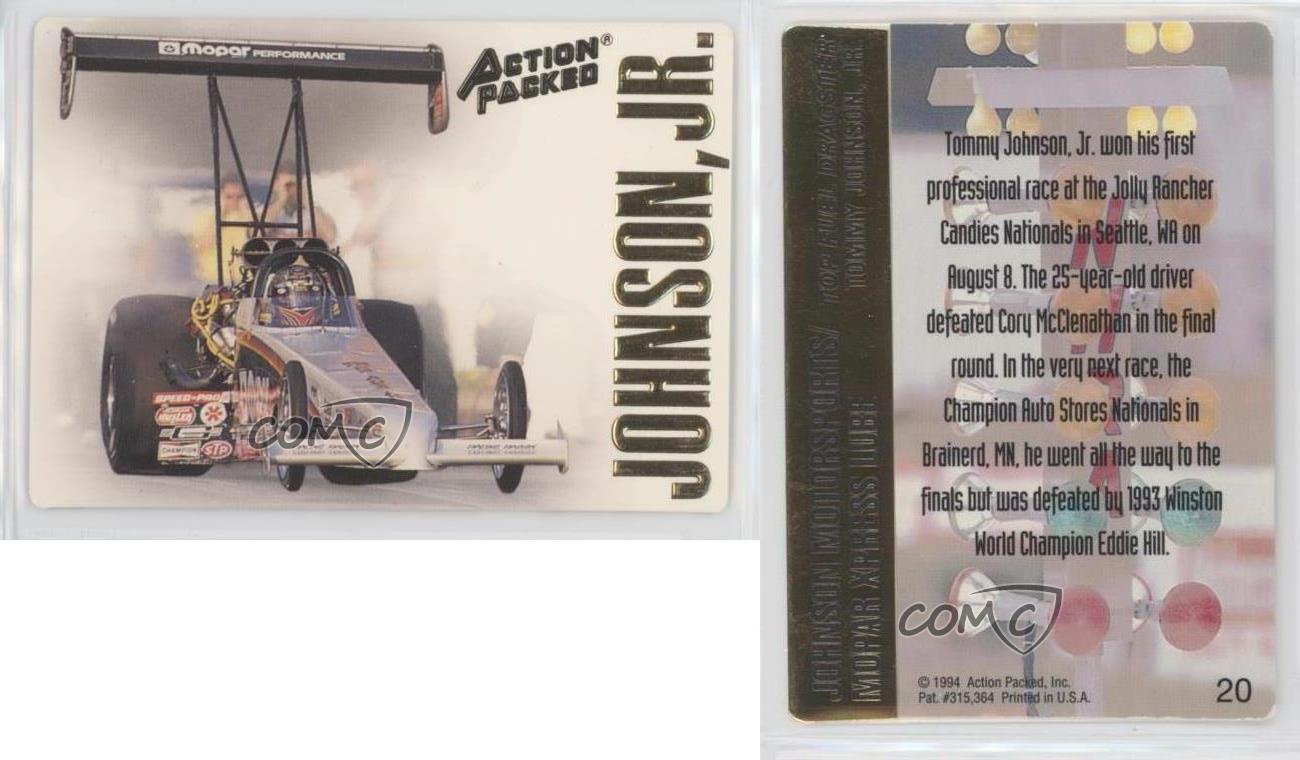 mopar PERFORMANCE
ACTION PACKED®
JOHNSON, JR.
SPEED-PRO
CHAMPION
STP
COMC
JOHNSON MOTORSPORTS/
MOPAR XPRESS LUBE
TOP FUEL DRAGSTER
TOMMY JOHNSON, JR.
Tommy Johnson, Jr. won his first
professional race at the Jolly Rancher
Candies Nationals in Seattle, WA on
August 8. The 25-year-old driver
defeated Cory McClenathan in the final
round. In the very next race, the
Champion Auto Stores Nationals in
Brainerd, MN, he went all the way to the
finals but was defeated by 1993 Winston
World Champion Eddie Hill.
COMC
© 1994 Action Packed, Inc.
Pat. #315,364 Printed in U.S.A.
20